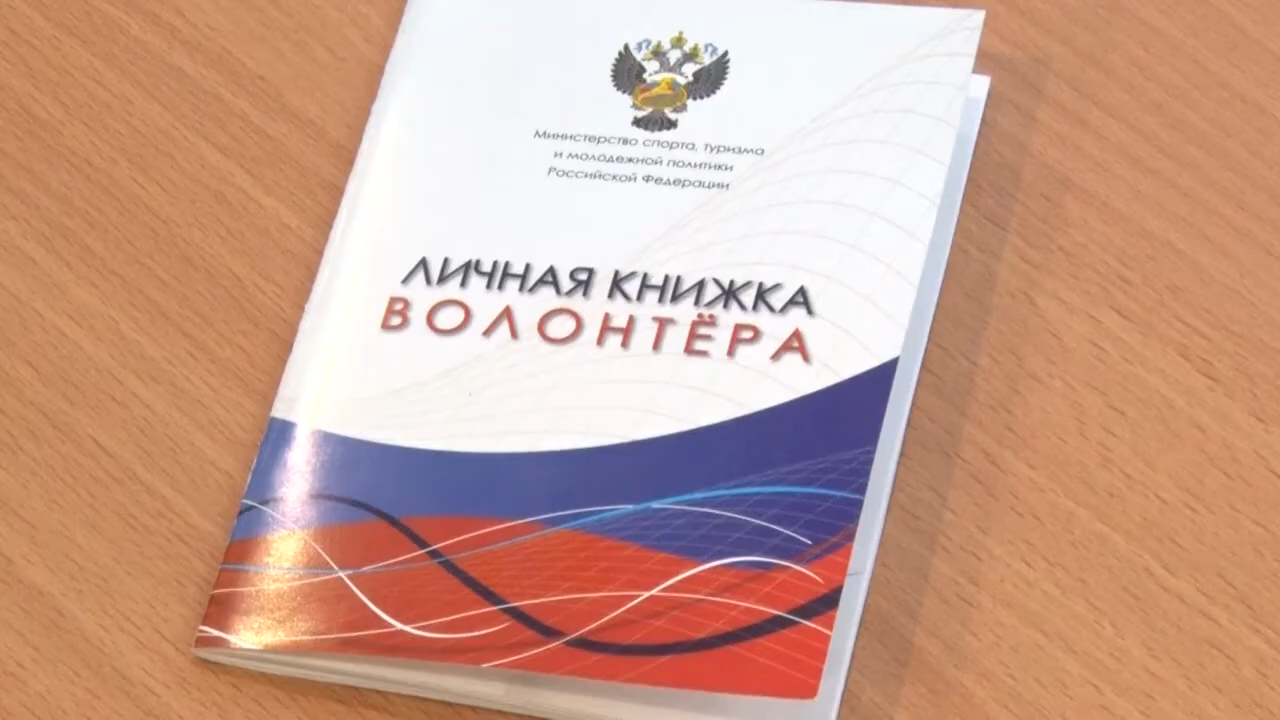 Министерство спорта, туризма
и молодежной политики
Российской Федерации
ЛИЧНАЯ КНИЖКА
ВОЛОНТЁРА